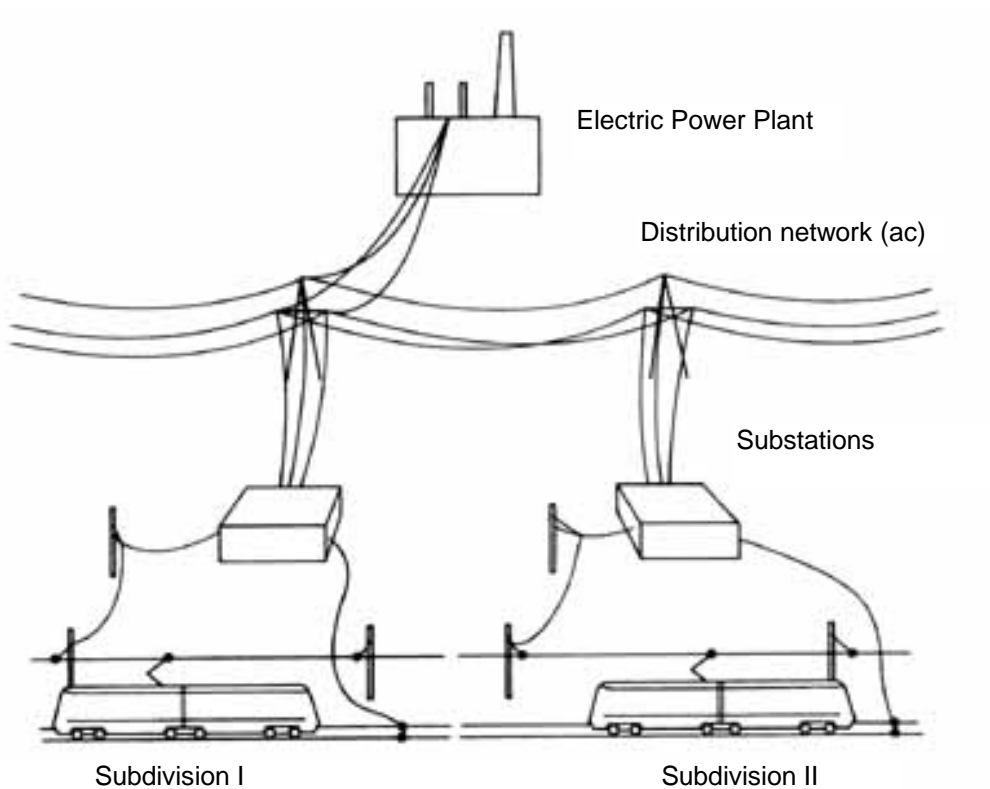 Electric Power Plant
Distribution network (ac)
Substations
Subdivision I
Subdivision II